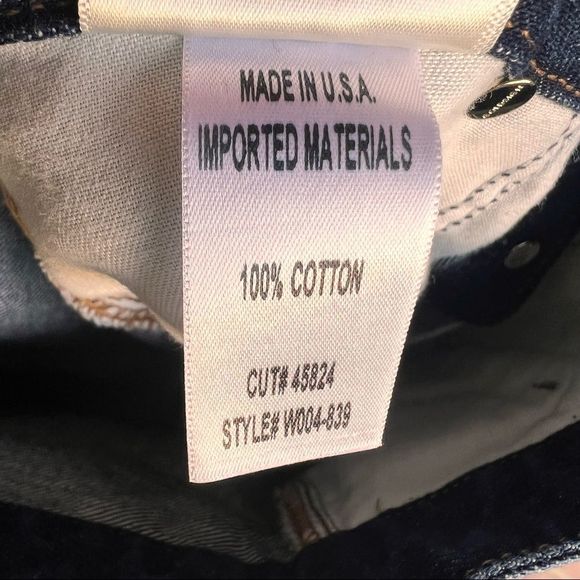 MADE IN U.S.A.
IMPORTED MATERIALS
100% COTTON
CUT# 45824
STYLE# W004-839